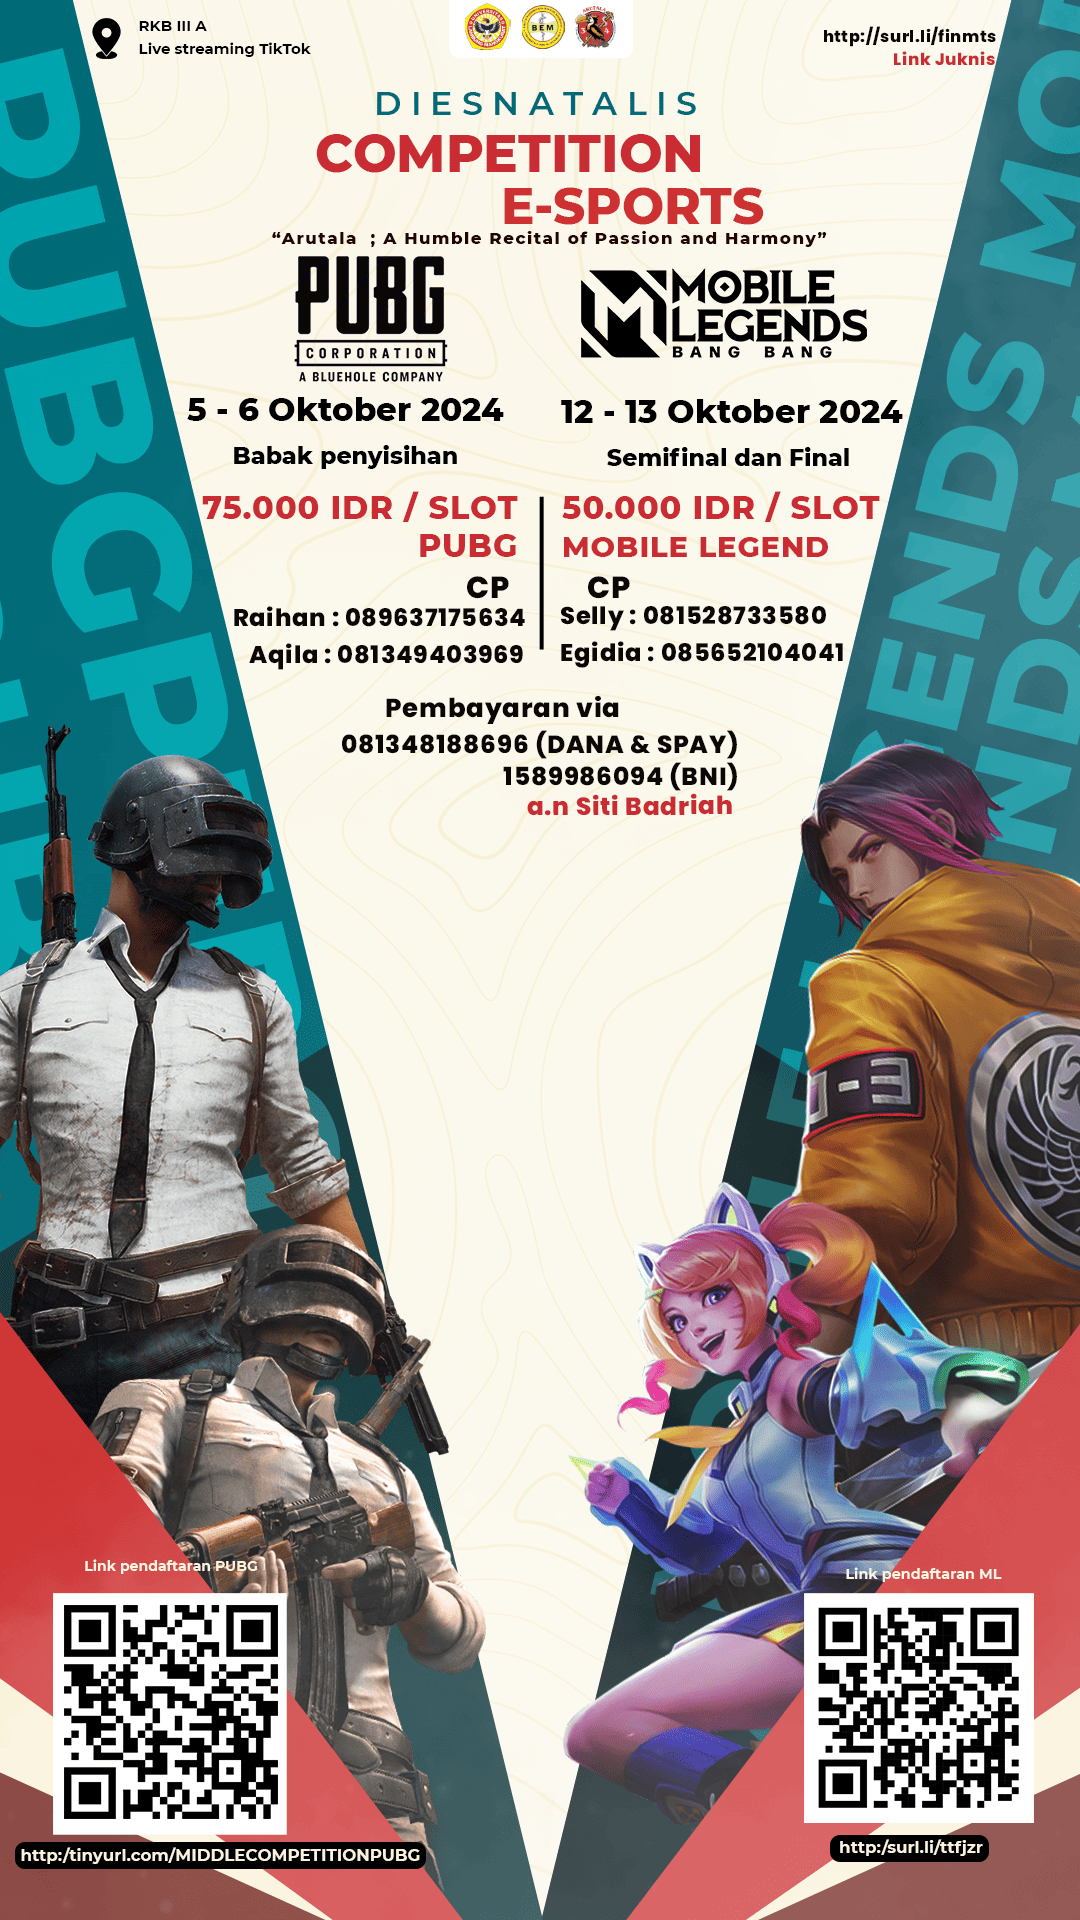 RKB III A
Live streaming TikTok
BEM
ARUTALA
http://surl.li/finmts
Link Juknis
DIESNATALIS
COMPETITION
E-SPORTS
“Arutala ; A Humble Recital of Passion and Harmony”
PUBG
CORPORATION
A BLUEHOLE COMPANY
MOBILE
LEGENDS
BANG BANG
5 - 6 Oktober 2024
Babak penyisihan
12 - 13 Oktober 2024
Semifinal dan Final
75.000 IDR / SLOT
PUBG
CP
Raihan : 089637175634
Aqila : 081349403969
50.000 IDR / SLOT
MOBILE LEGEND
CP
Selly : 081528733580
Egidia : 085652104041
Pembayaran via
081348188696 (DANA & SPAY)
1589986094 (BNI)
a.n Siti Badriah
PUBGP
Link pendaftaran PUBG
http:/tinyurl.com/MIDDLECOMPETITIONPUBG
Link pendaftaran ML
http:/surl.li/ttfjzr